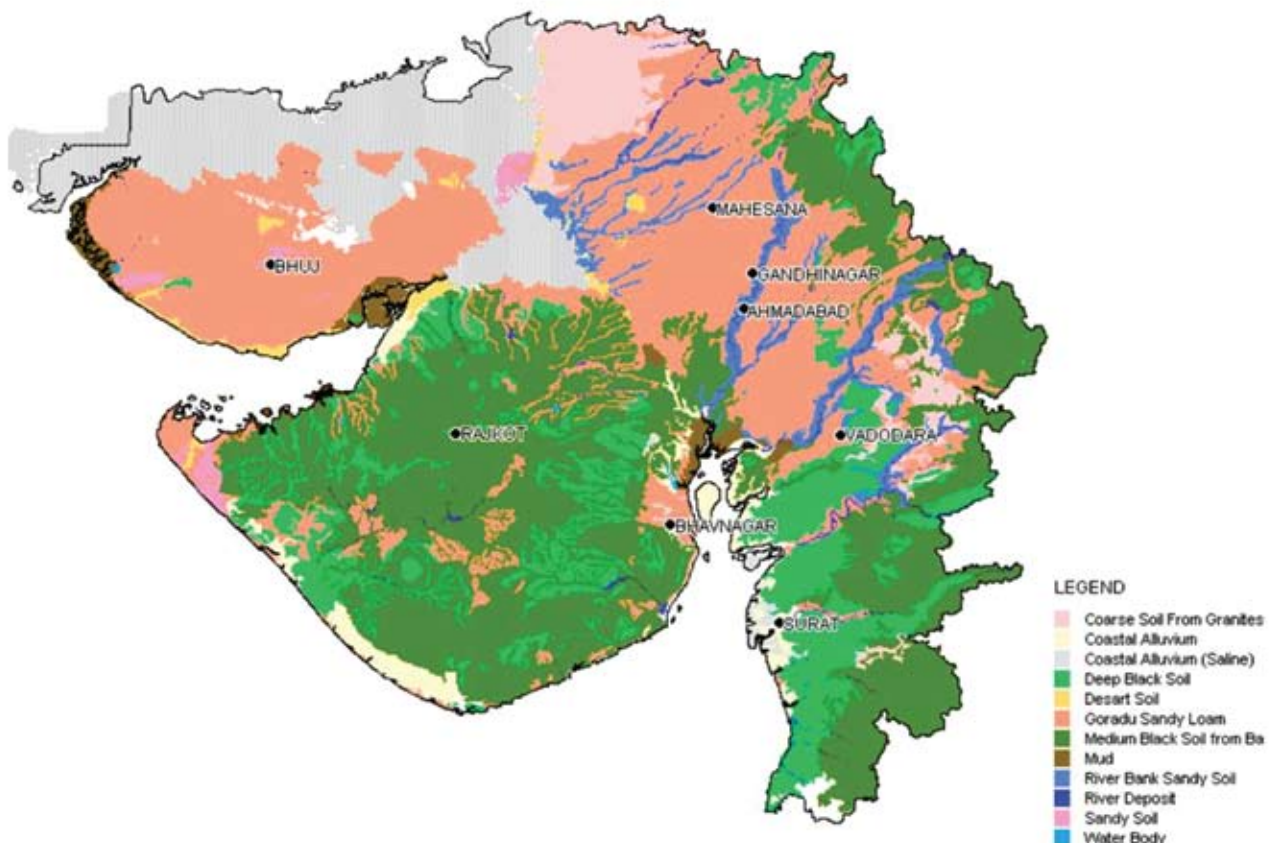 MAHESANA
BHUJ
GANDHINAGAR
AHMADABAD
RAJKOT
VADODARA
BHAVNAGAR
SURAT
LEGEND
Coarse Soil From Granites
Coastal Alluvium
Coastal Alluvium (Saline)
Deep Black Soil
Desart Soil
Goradu Sandy Loam
Medium Black Soil from Ba
Mud
River Bank Sandy Soil
River Deposit
Sandy Soil
Water Body